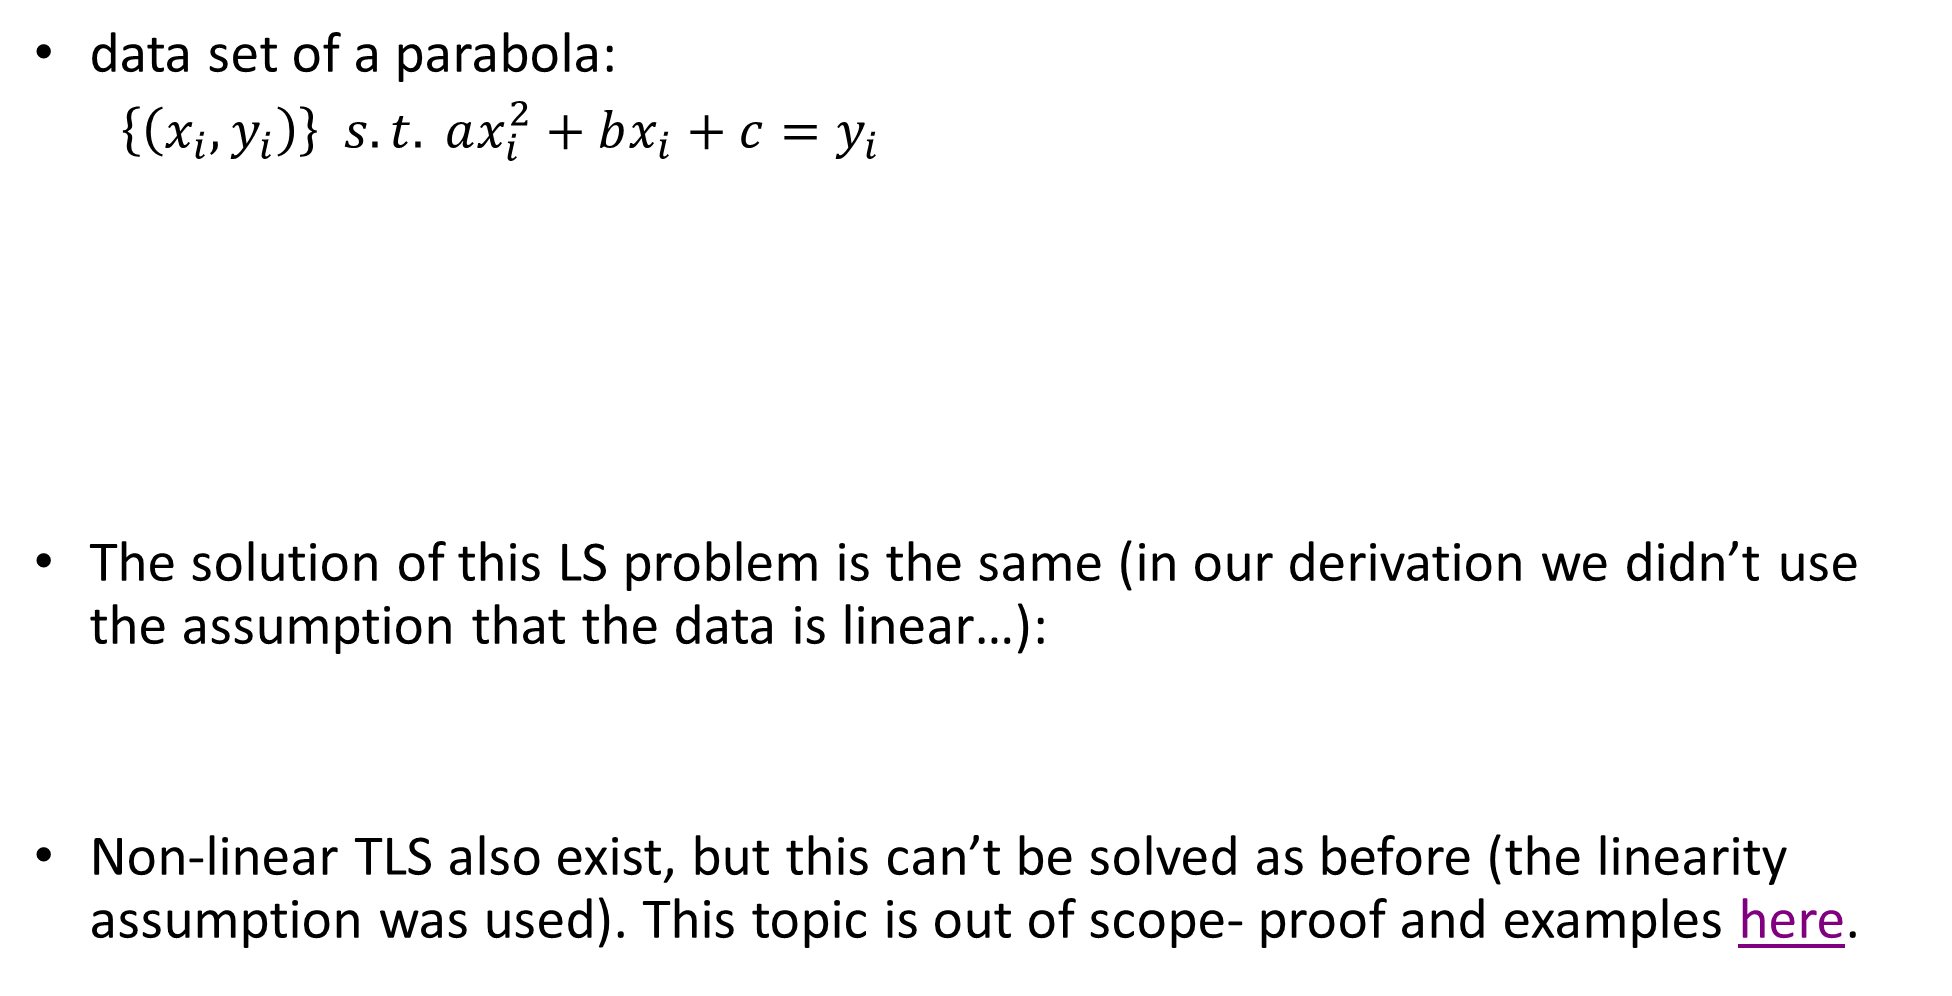 • data set of a parabola:
{(xᵢ, yᵢ)} s.t. axᵢ² + bxᵢ + c = yᵢ
• The solution of this LS problem is the same (in our derivation we didn’t use
the assumption that the data is linear…):
• Non-linear TLS also exist, but this can’t be solved as before (the linearity
assumption was used). This topic is out of scope- proof and examples here.